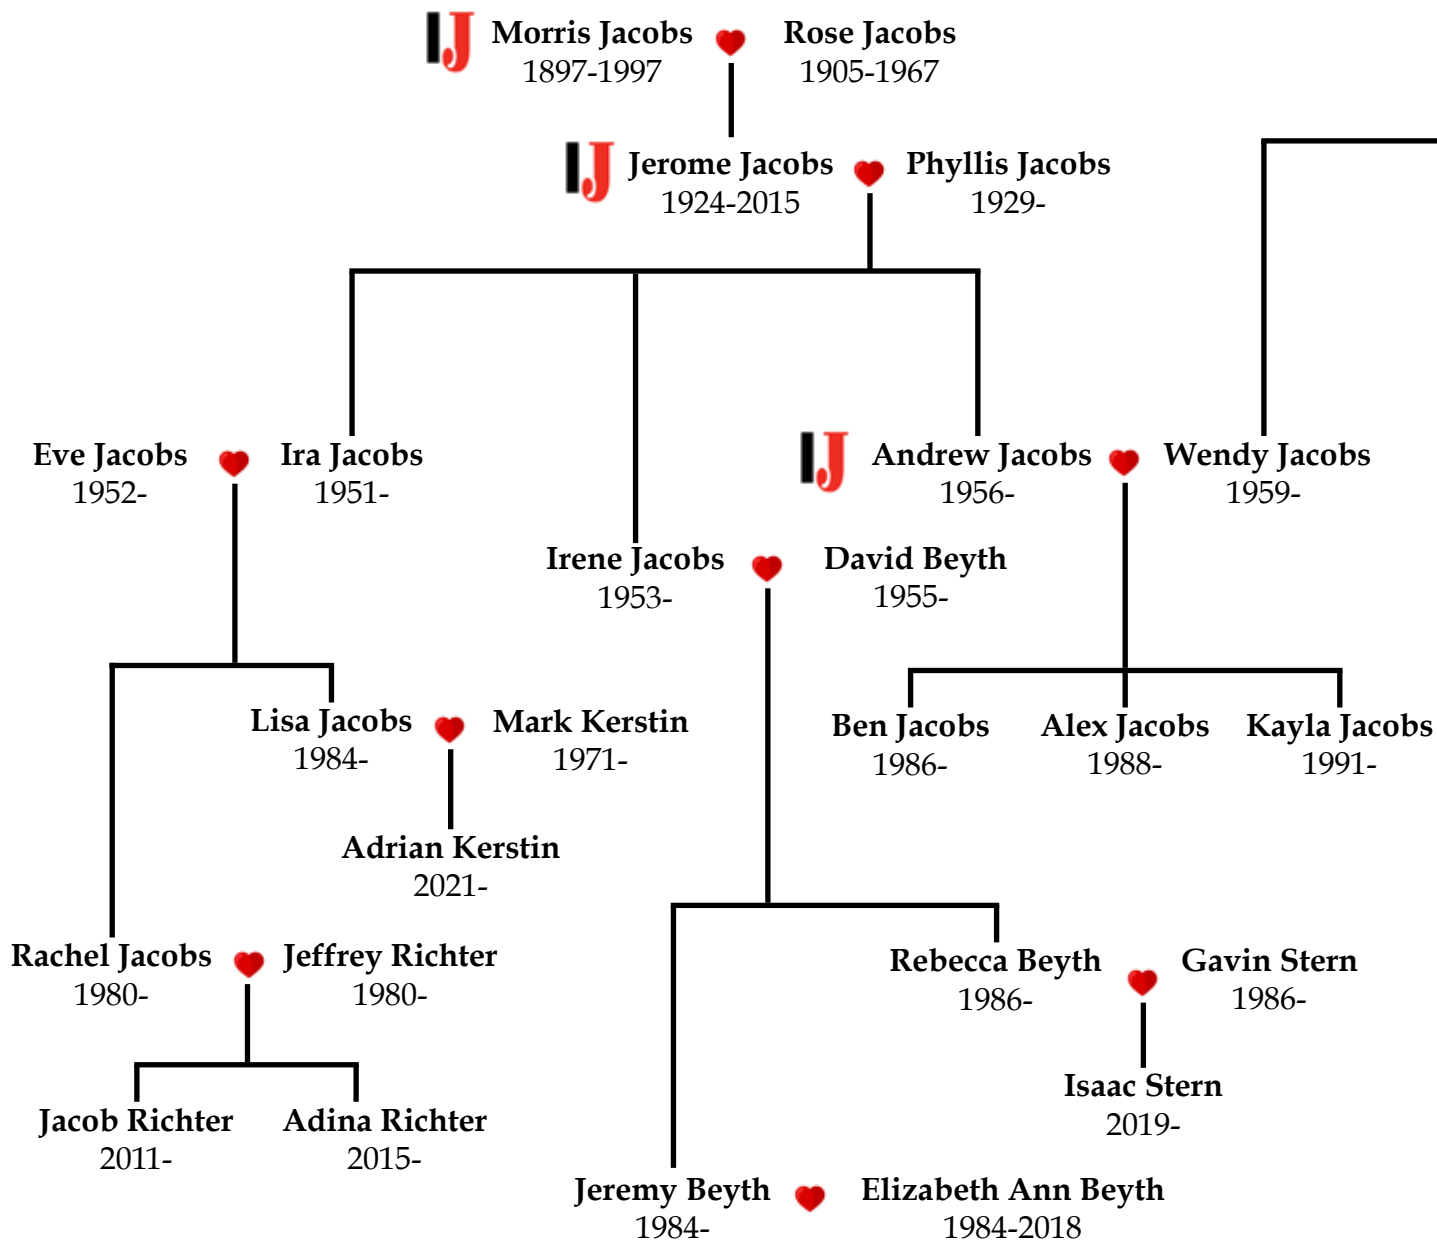 IJ Morris Jacobs Rose Jacobs
1897-1997 1905-1967
IJ Jerome Jacobs Phyllis Jacobs
1924-2015 1929-
Eve Jacobs Ira Jacobs IJ Andrew Jacobs Wendy Jacobs
1952- 1951- 1956- 1959-
Irene Jacobs David Beyth
1953- 1955-
Lisa Jacobs Mark Kerstin Ben Jacobs Alex Jacobs Kayla Jacobs
1984- 1971- 1986- 1988- 1991-
Adrian Kerstin
2021-
Rachel Jacobs Jeffrey Richter Rebecca Beyth Gavin Stern
1980- 1980- 1986- 1986-
Isaac Stern
2019-
Jacob Richter Adina Richter
2011- 2015-
Jeremy Beyth Elizabeth Ann Beyth
1984- 1984-2018